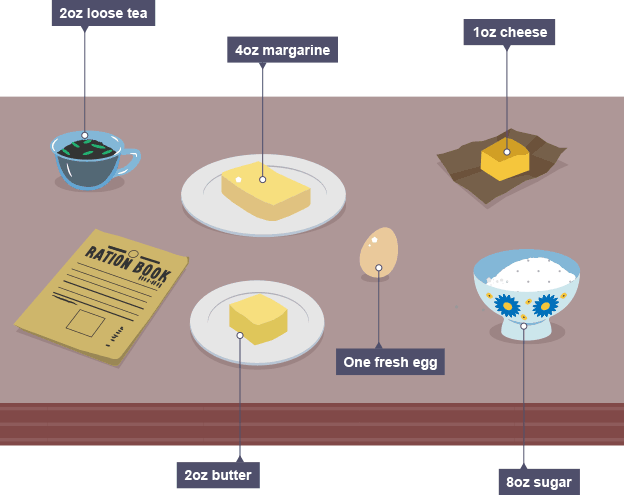 2oz loose tea
4oz margarine
1oz cheese
RATION BOOK
One fresh egg
2oz butter
8oz sugar